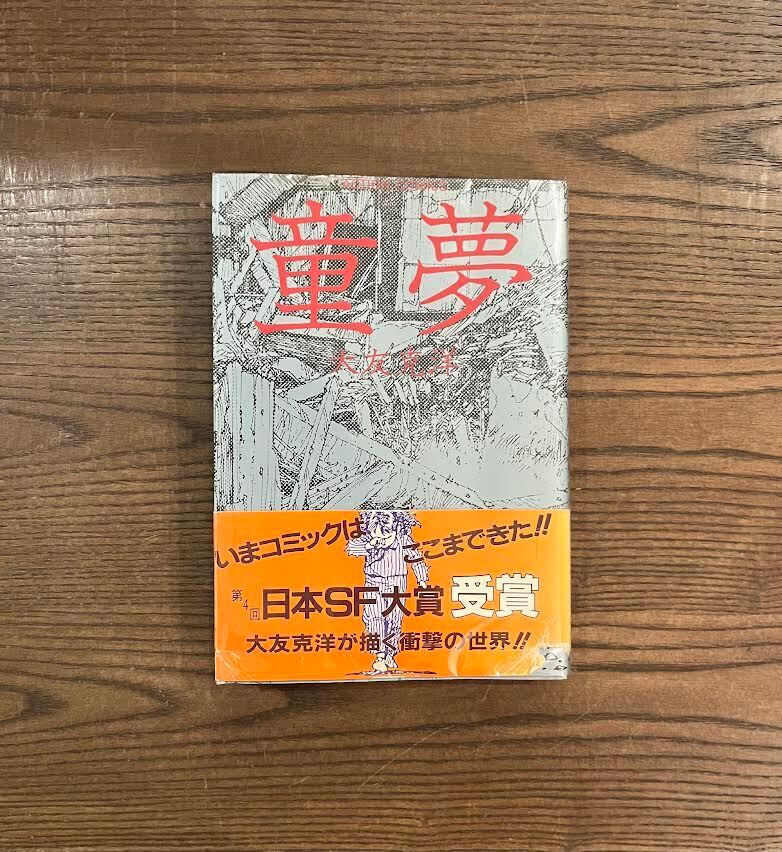 ACTION COMICS
童夢
大友克洋
いまコミックはここまできた!!
第4回日本SF大賞受賞
大友克洋が描く衝撃の世界!!